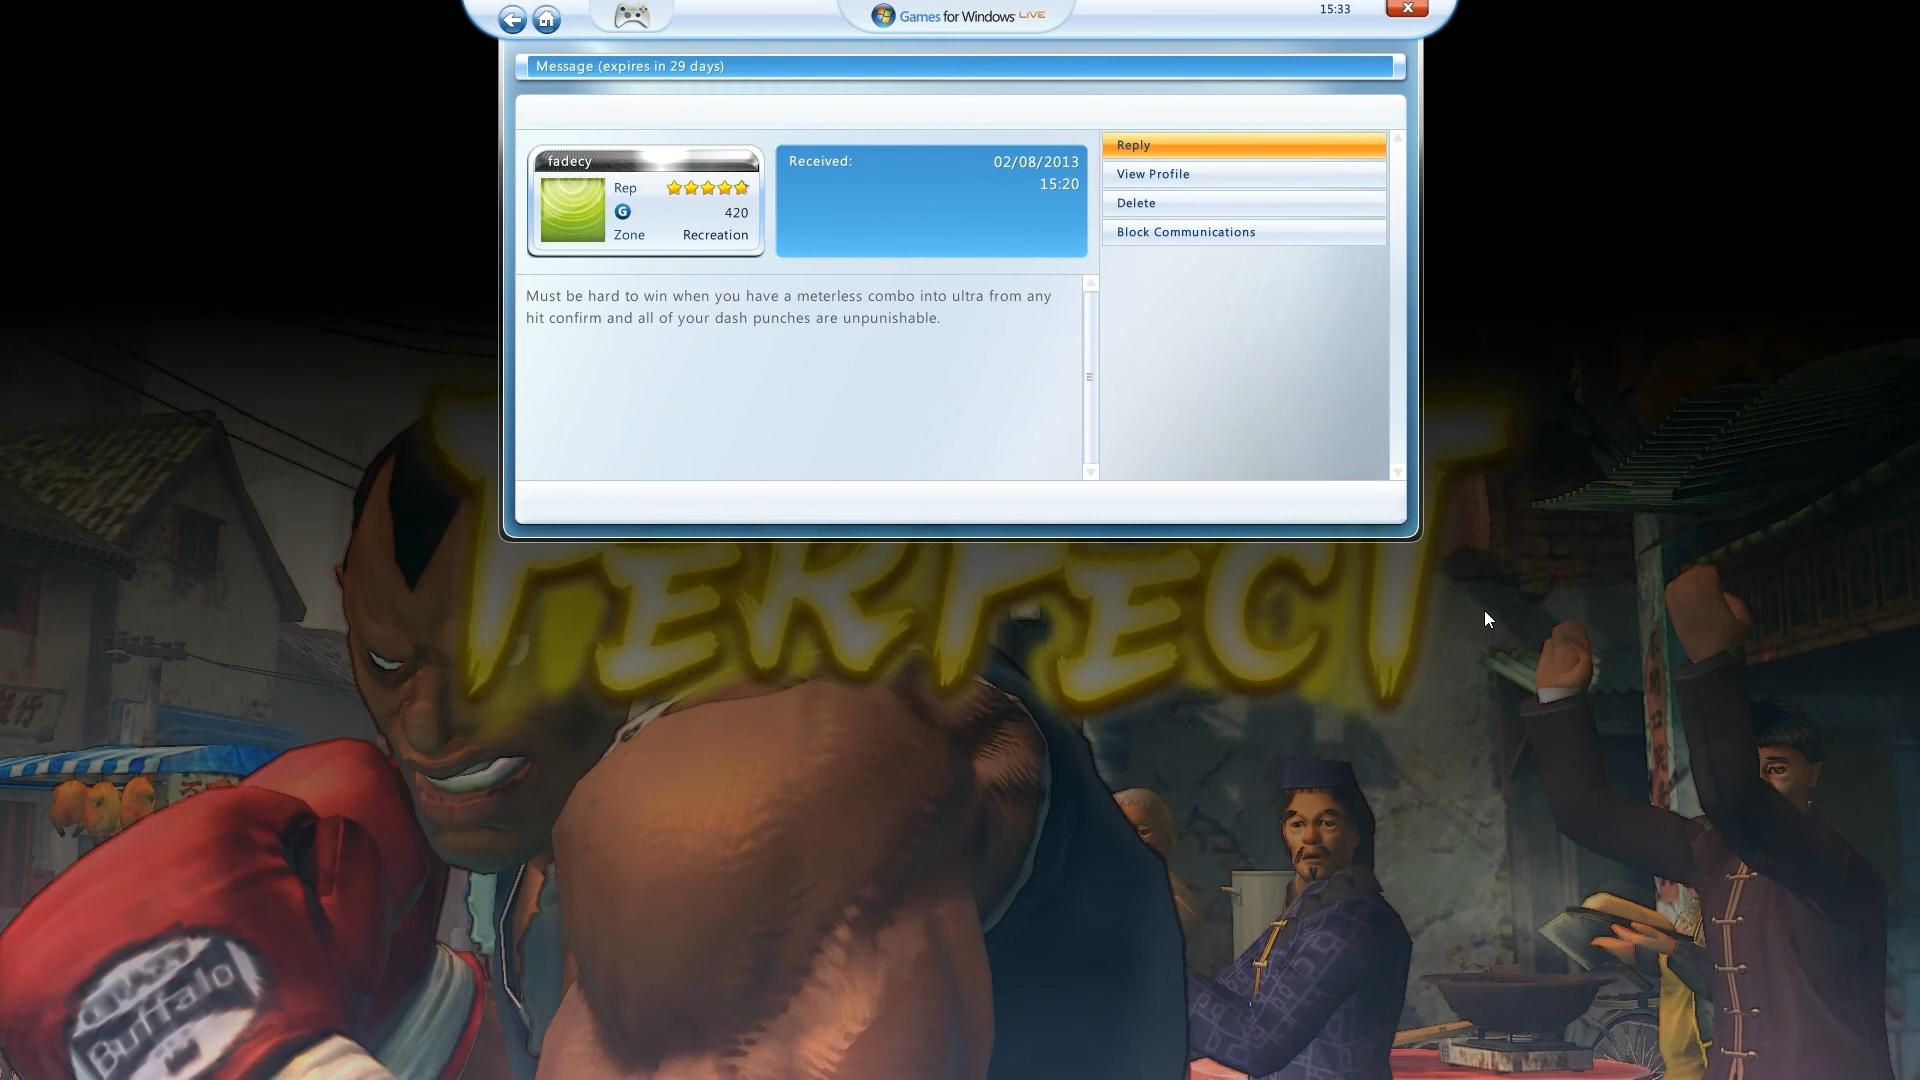 Games for Windows LIVE
15:33
X
Message (expires in 29 days)
fadecy
Rep
G
420
Zone
Recreation
Received:
02/08/2013
15:20
Reply
View Profile
Delete
Block Communications
Must be hard to win when you have a meterless combo into ultra from any
hit confirm and all of your dash punches are unpunishable.
PERFECT
Buffalo